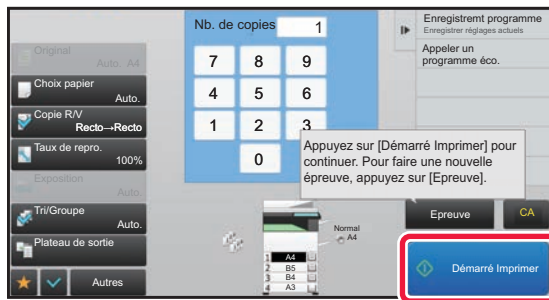 Nb. de copies 1
Enregistremt programme
Enregistrer réglages actuels
Appeler un
programme éco.
Original
Auto. A4
Choix papier
Auto.
Copie R/V
Recto→Recto
Taux de repro.
100%
Exposition
Auto.
Tri/Groupe
Auto.
Plateau de sortie
Autres
7 8 9
4 5 6
1 2 3
0
Appuyez sur [Démarré Imprimer] pour
continuer. Pour faire une nouvelle
épreuve, appuyez sur [Epreuve].
Normal
A4
1 A4
2 B5
3 B4
4 A3
Epreuve
CA
Démarré Imprimer